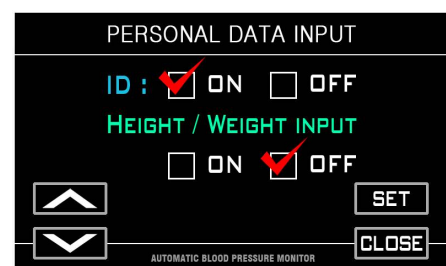 PERSONAL DATA INPUT
ID : ON OFF
HEIGHT / WEIGHT INPUT
ON OFF
SET
CLOSE
AUTOMATIC BLOOD PRESSURE MONITOR